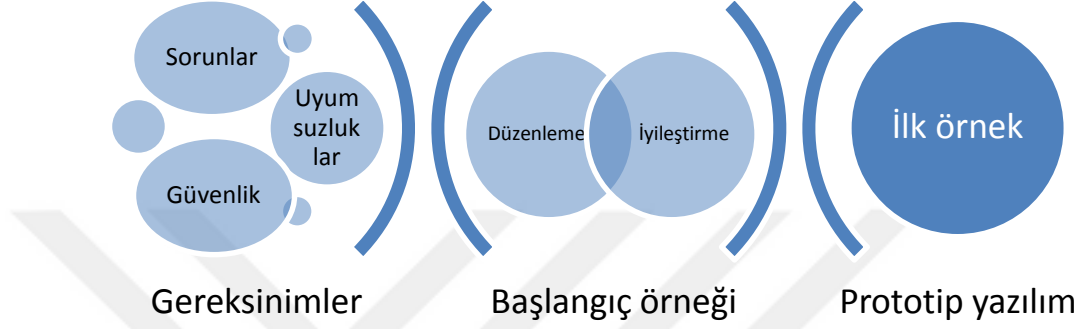 Sorunlar
Uyum
suzluk
lar
Güvenlik
Düzenleme
İyileştirme
İlk örnek
Gereksinimler
Başlangıç örneği
Prototip yazılım